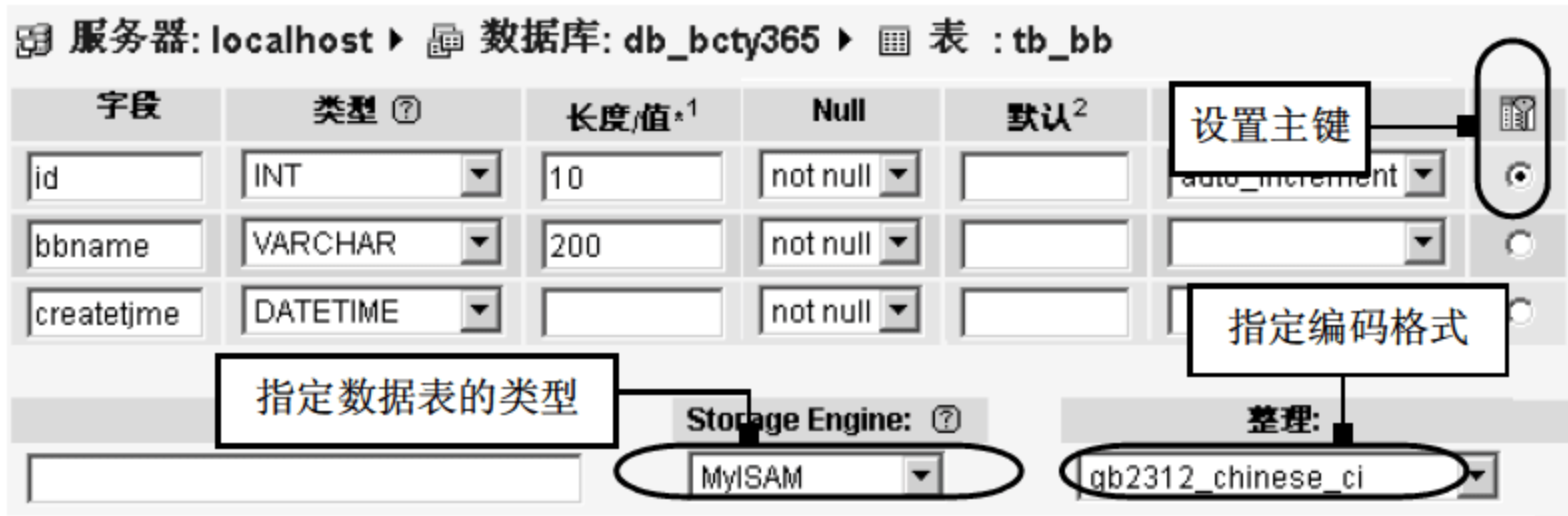 服务器: localhost ▸ 数据库: db_bcty365 ▸ 表 : tb_bb
字段 类型 ? 长度/值*1 Null 默认2 设置主键
id INT 10 not null auto_increment
bbname VARCHAR 200 not null
createtjme DATETIME not null 指定编码格式
指定数据表的类型
Storage Engine: ? 整理:
MyISAM gb2312_chinese_ci